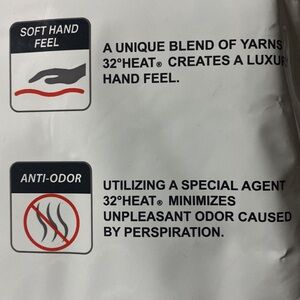 SOFT HAND
FEEL
A UNIQUE BLEND OF YARNS
32°HEAT® CREATES A
HAND FEEL.
ANTI-ODOR
UTILIZING A SPECIAL AGENT
32°HEAT® MINIMIZES
UNPLEASANT ODOR CAUSED
BY PERSPIRATION.